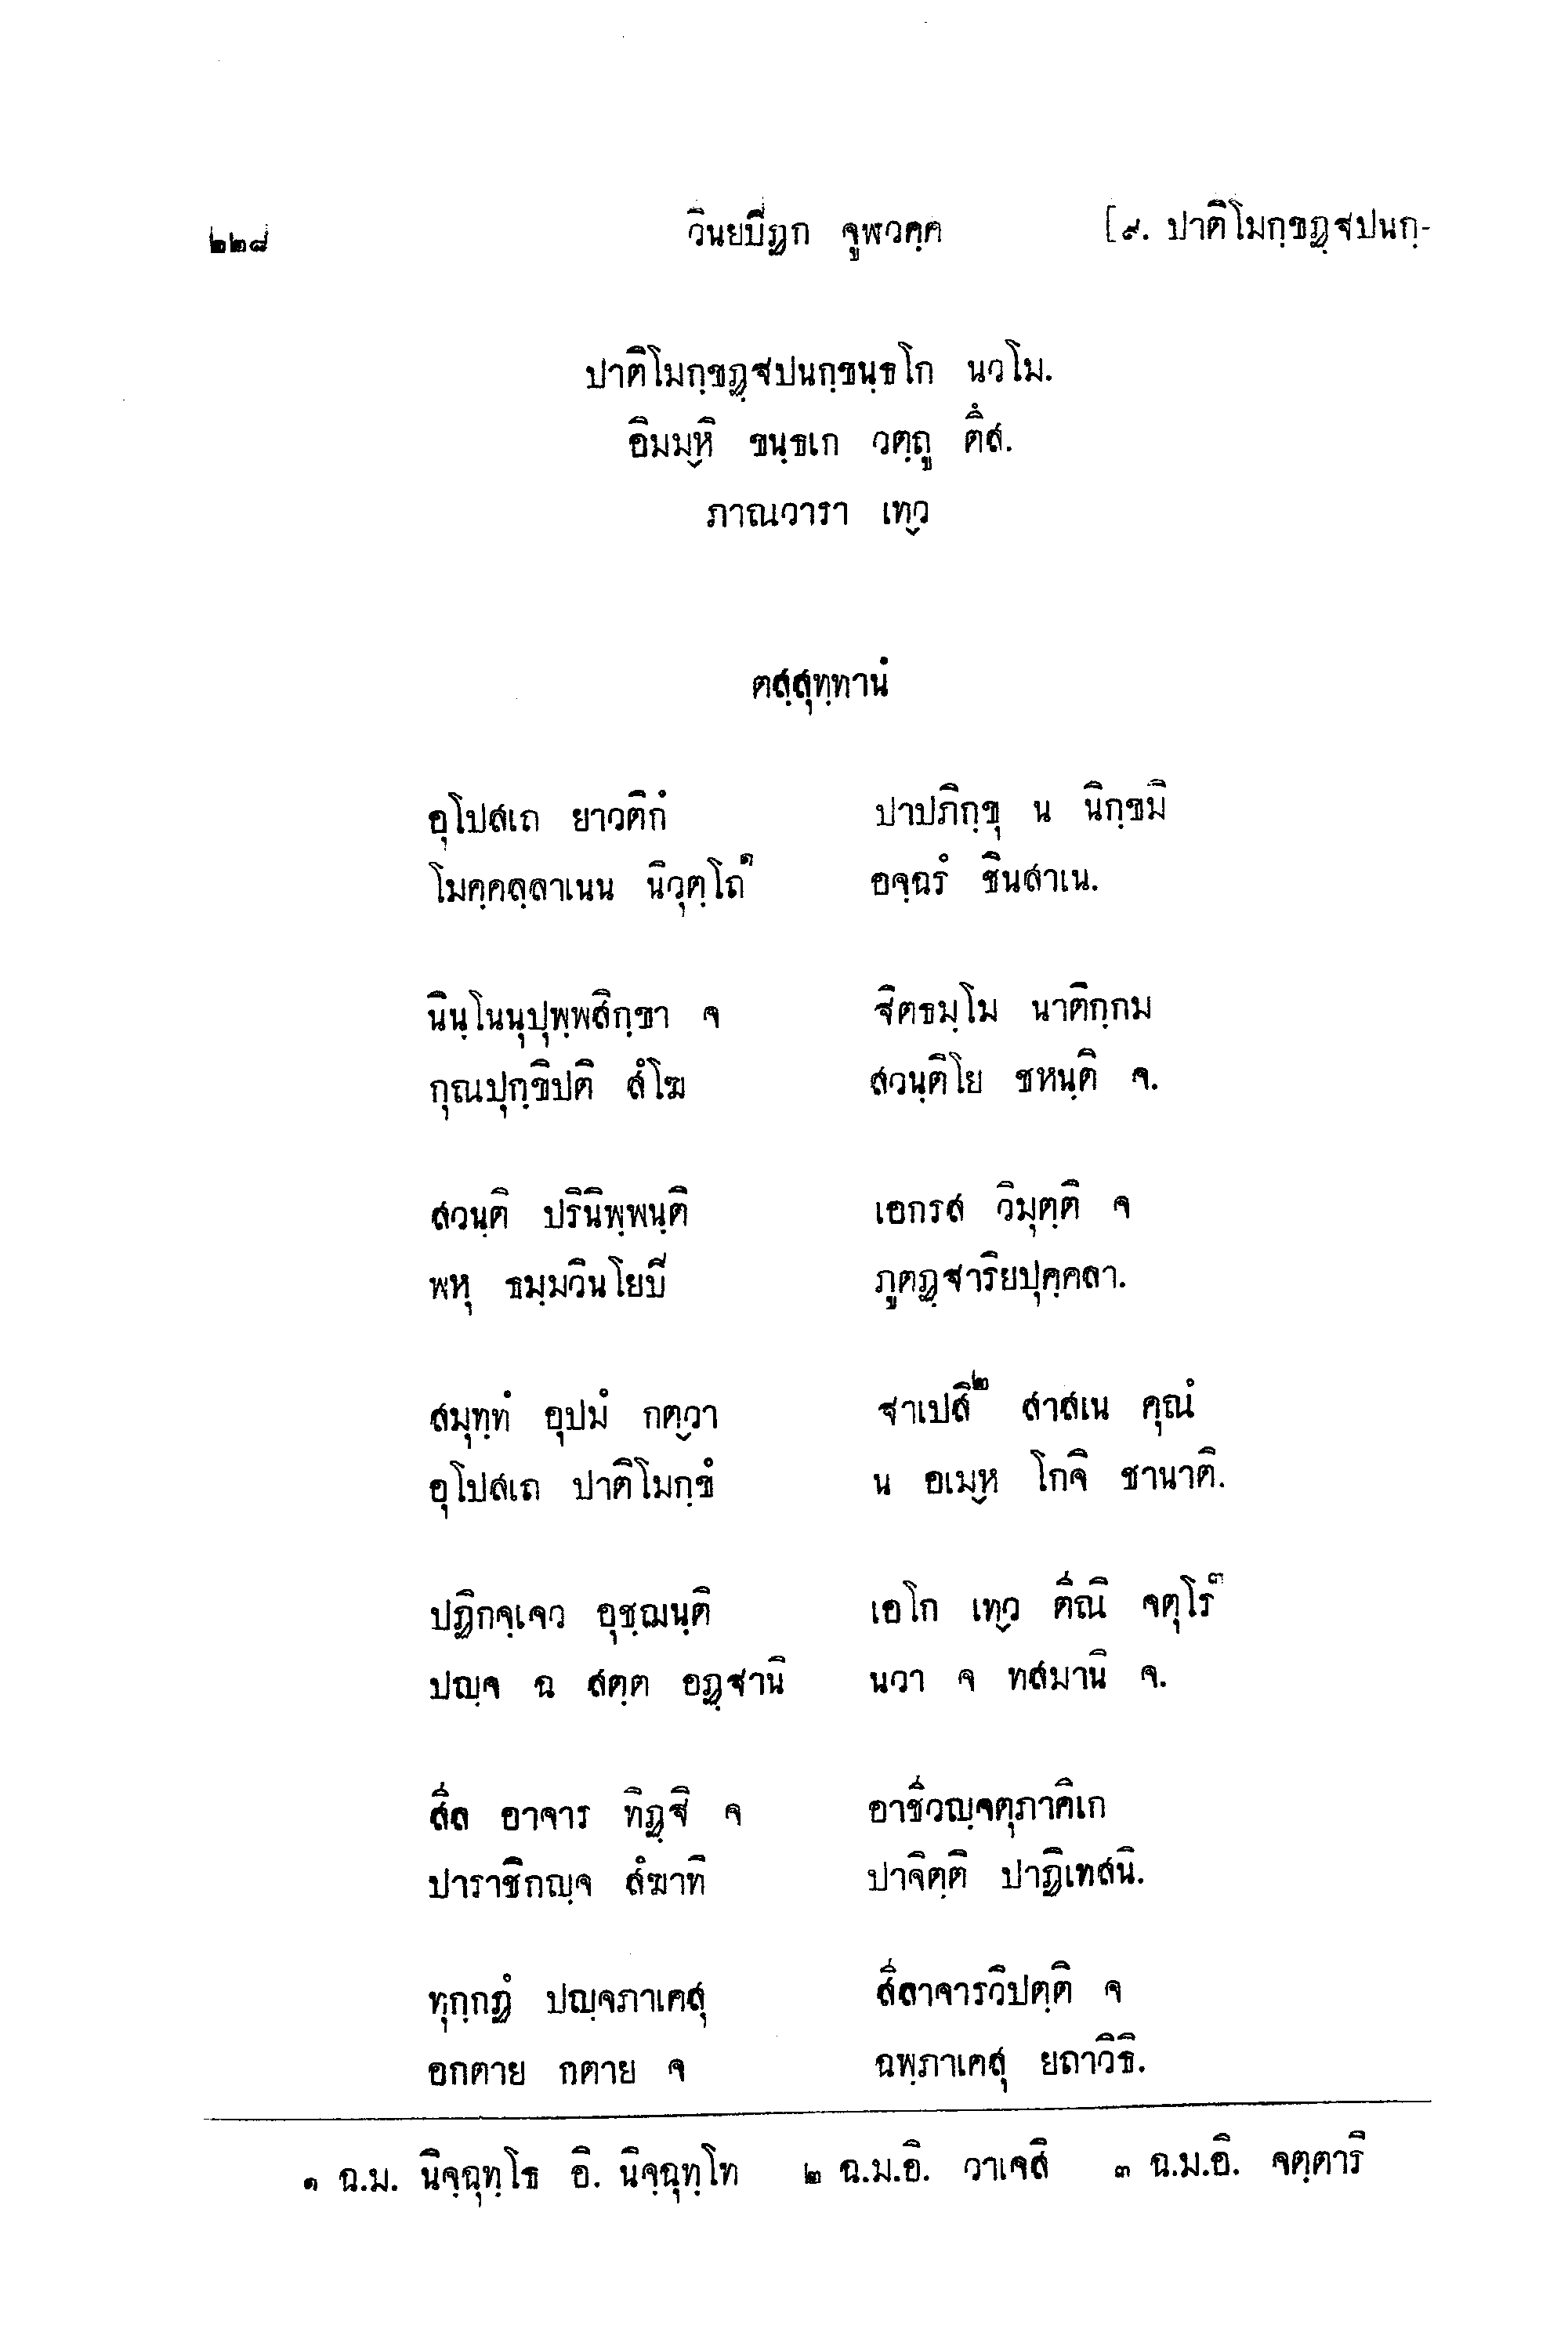 ๒๒๘ วินยปิฏก จูฬวคฺค [๙. ปาติโมกฺขฏฺฐปนกฺ-
ปาติโมกฺขฏฺฐปนกฺขนฺธโก นวโม.
อิมมฺหิ ขนฺธเก วตฺถู ตึส.
ภาณวารา เทฺว
ตสฺสุทฺทานํ
อุโปสเถ ยาวติกํ ปาปภิกฺขุ น นิกฺขมิ
โมคฺคลฺลาเนน นิวุตฺโถ๑ อจฺฉรํ ชินสาเน.
นินฺโนนุปุพฺพสิกฺขา จ ฐิตธมฺโม นาติกฺกม
กุณปุกฺขิปติ สํโฆ สวนฺติโย ชหนฺติ จ.
สวนฺติ ปรินิพฺพนฺติ เอกรส วิมุตฺติ จ
พหุ ธมฺมวินโยปิ ภูตฏฺฐาริยปุคฺคลา.
สมุทฺทํ อุปมํ กตฺวา ฐาเปสิ๒ สาสเน คุณํ
อุโปสเถ ปาติโมกฺขํ น อเมฺห โกจิ ชานาติ.
ปฏิกจฺเจว อุชฺฌนฺติ เอโก เทฺว ตีณิ จตุโร๓
ปญฺจ ฉ สตฺต อฏฺฐานิ นวา จ ทสมานิ จ.
สีล อาจาร ทิฏฺฐิ จ อาชีวญฺจตุภาคิเก
ปาราชิกญฺจ สํฆาทิ ปาจิตฺติ ปาฏิเทสนิ.
ทุกฺกฏํ ปญฺจภาเคสุ สีลาจารวิปตฺติ จ
อกตาย กตาย จ ฉพฺภาเคสุ ยถาวิธิ.
๑ ฉ.ม. นิจฺฉุทฺโธ อิ. นิจฺฉุทฺโท ๒ ฉ.ม.อิ. วาเจสิ ๓ ฉ.ม.อิ. จตฺตาริ